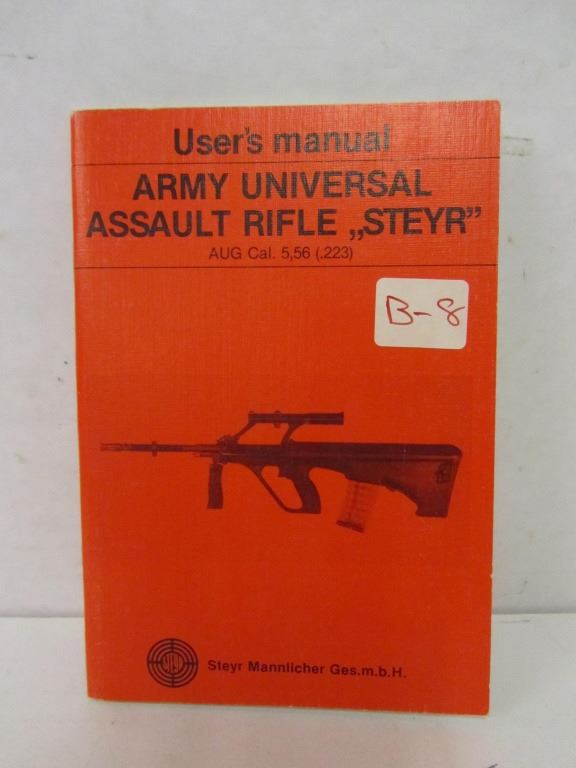 User's manual
ARMY UNIVERSAL
ASSAULT RIFLE „STEYR”
AUG Cal. 5,56 (.223)
B-8
Steyr Mannlicher Ges.m.b.H.